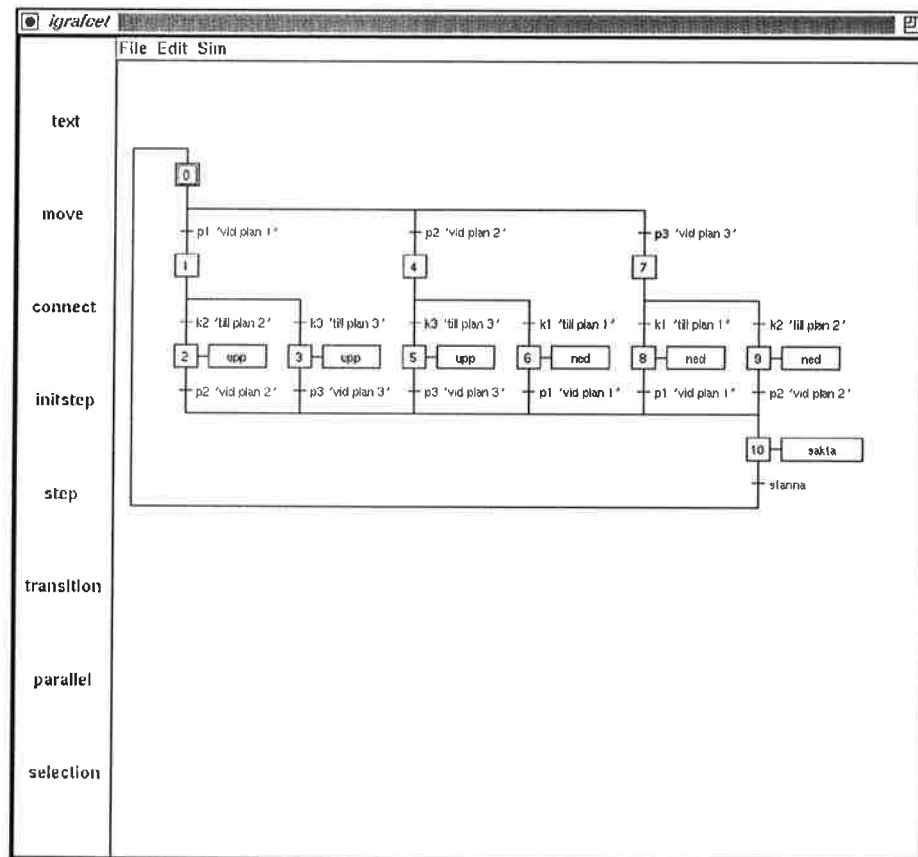 igrafcet
File Edit Sim
text
move
connect
initstep
step
transition
parallel
selection
0
p1 "vid plan 1"
p2 "vid plan 2"
p3 "vid plan 3"
1
4
7
k2 "till plan 2"
k3 "till plan 3"
k3 "till plan 3"
k1 "till plan 1"
k1 "till plan 1"
k2 "till plan 2"
2 upp
3 upp
5 upp
6 ned
8 ned
9 ned
p2 "vid plan 2"
p3 "vid plan 3"
p3 "vid plan 3"
p1 "vid plan 1"
p1 "vid plan 1"
p2 "vid plan 2"
10 sakta
stanna